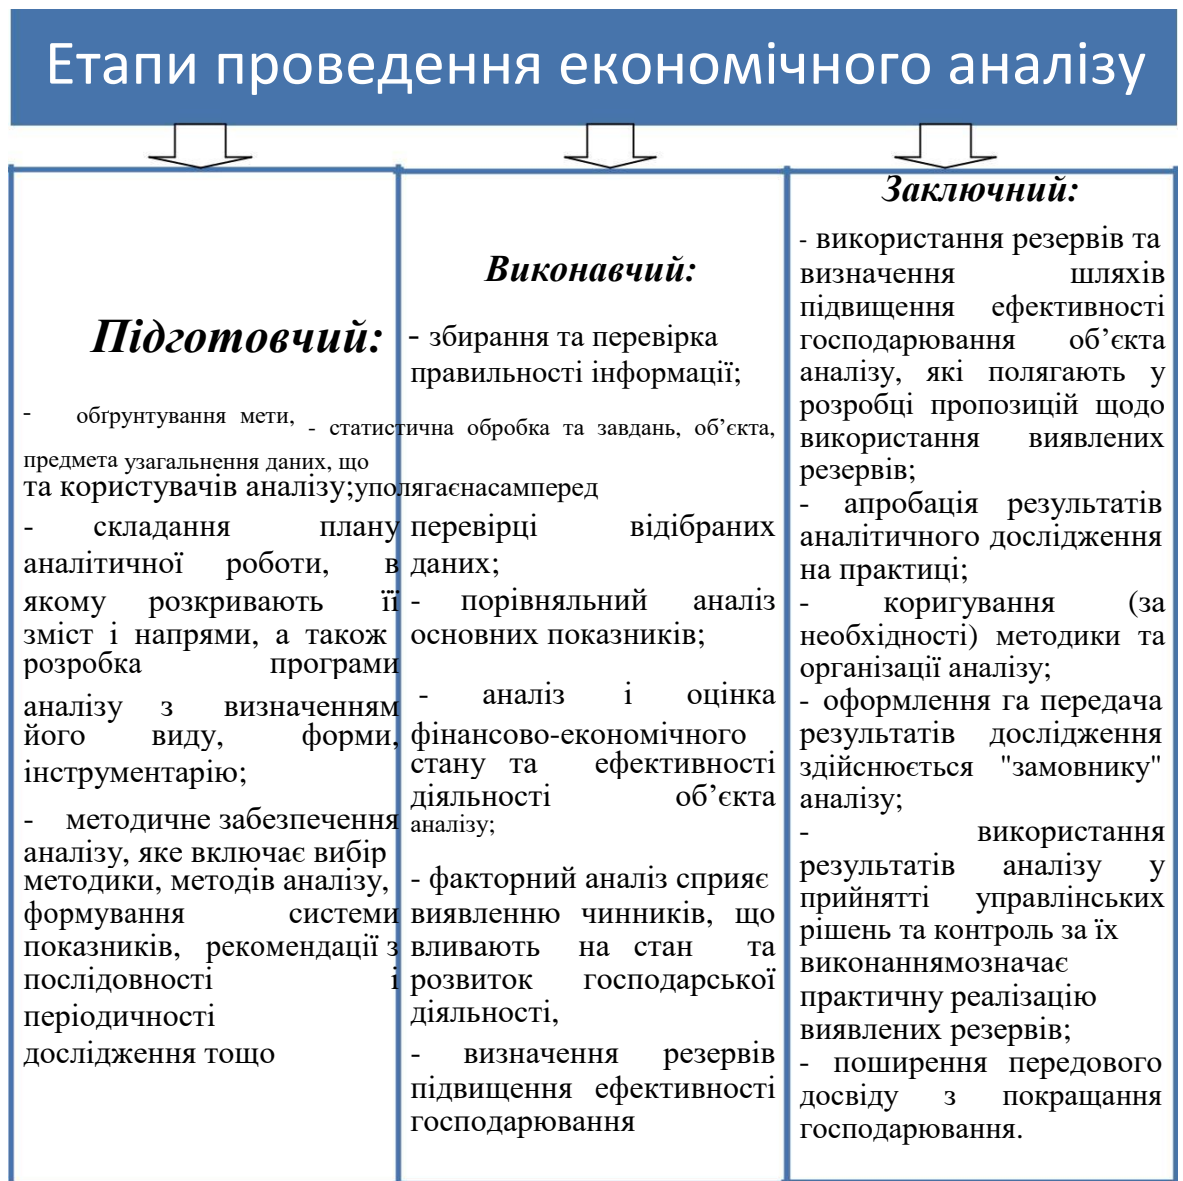 Етапи проведення економічного аналізу
Підготовчий:
- обґрунтування мети,
предмета
та користувачів аналізу;
- складання плану
аналітичної роботи, в
якому розкривають її
зміст і напрями, а також
розробка програми
аналізу з визначенням
його виду, форми,
інструментарію;
- методичне забезпечення
аналізу, яке включає вибір
методики, методів аналізу,
формування системи
показників, рекомендації з
послідовності і
періодичності
дослідження тощо
Виконавчий:
- збирання та перевірка
правильності інформації;
- статистична обробка та завдань, об’єкта,
узагальнення даних, що
уполягаєнасамперед
перевірці відібраних
даних;
- порівняльний аналіз
основних показників;
- аналіз і оцінка
фінансово-економічного
стану та ефективності
діяльності об’єкта
аналізу;
- факторний аналіз сприяє
виявленню чинників, що
вливають на стан та
розвиток господарської
діяльності,
- визначення резервів
підвищення ефективності
господарювання
Заключний:
- використання резервів та
визначення шляхів
підвищення ефективності
господарювання об’єкта
аналізу, які полягають у
розробці пропозицій щодо
використання виявлених
резервів;
- апробація результатів
аналітичного дослідження
на практиці;
- коригування (за
необхідності) методики та
організації аналізу;
- оформлення га передача
результатів дослідження
здійснюється "замовнику"
аналізу;
- використання
результатів аналізу у
прийнятті управлінських
рішень та контроль за їх
виконаннямозначає
практичну реалізацію
виявлених резервів;
- поширення передового
досвіду з покращання
господарювання.